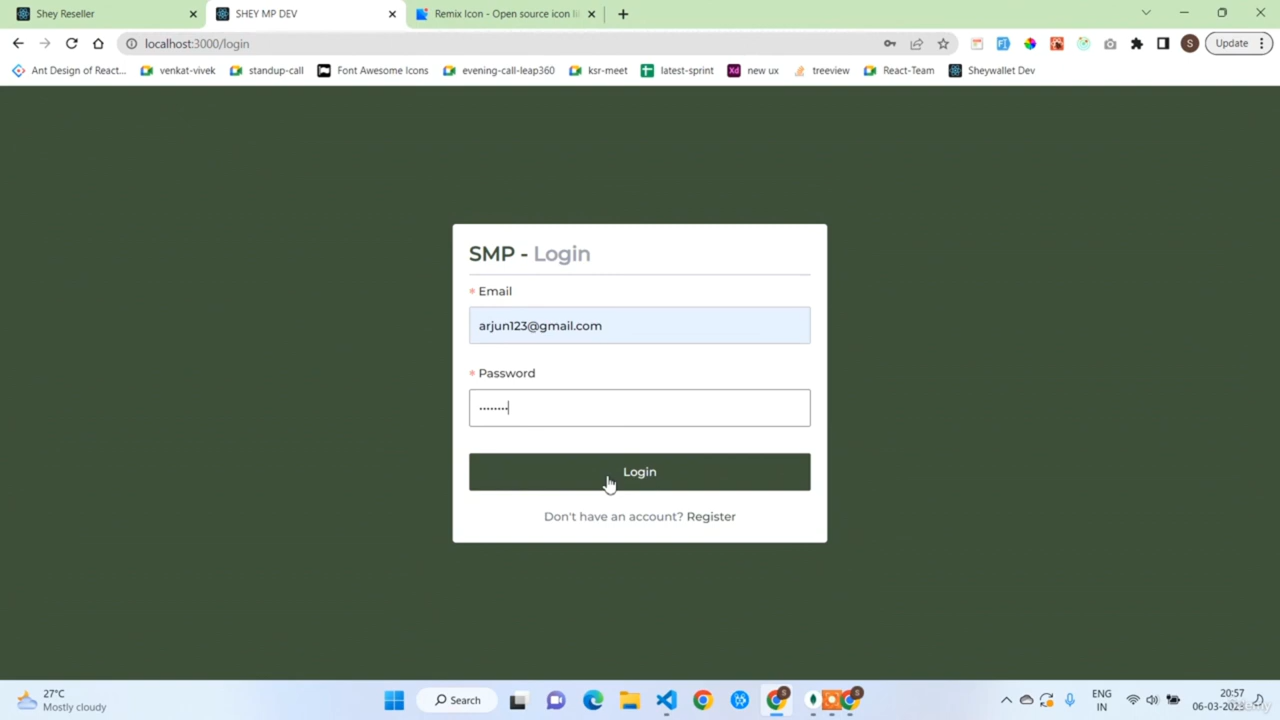 Shey Reseller
SHEY MP DEV
Remix Icon - Open source icon li
localhost:3000/login
S
Update
Ant Design of React...
venkat-vivek
standup-call
Font Awesome Icons
evening-call-leap360
ksr-meet
latest-sprint
Xd
new ux
treeview
React-Team
Sheywallet Dev
SMP - Login
* Email
arjun123@gmail.com
* Password
Login
Don't have an account? Register
27°C
Mostly cloudy
Search
ENG
IN
20:57
06-03-2023